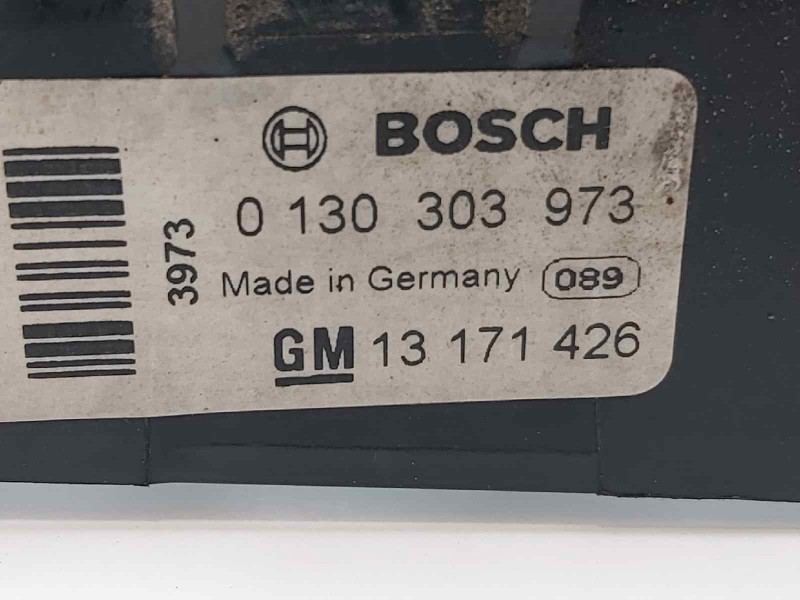 BOSCH
0 130 303 973
3973
Made in Germany 089
GM 13 171 426